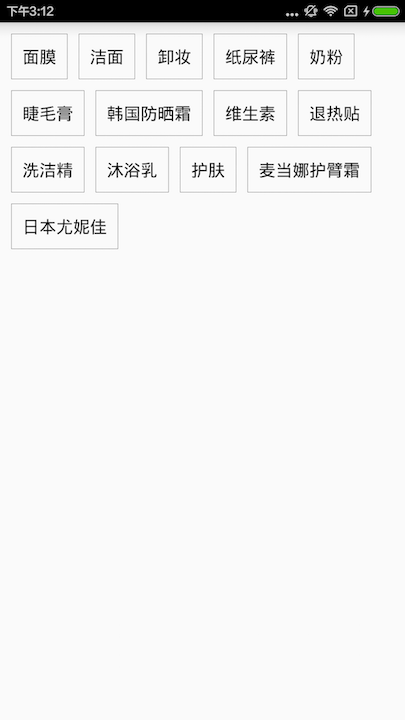 下午3:12
面膜 洁面 卸妆 纸尿裤 奶粉
睫毛膏 韩国防晒霜 维生素 退热贴
洗洁精 沐浴乳 护肤 麦当娜护臂霜
日本尤妮佳